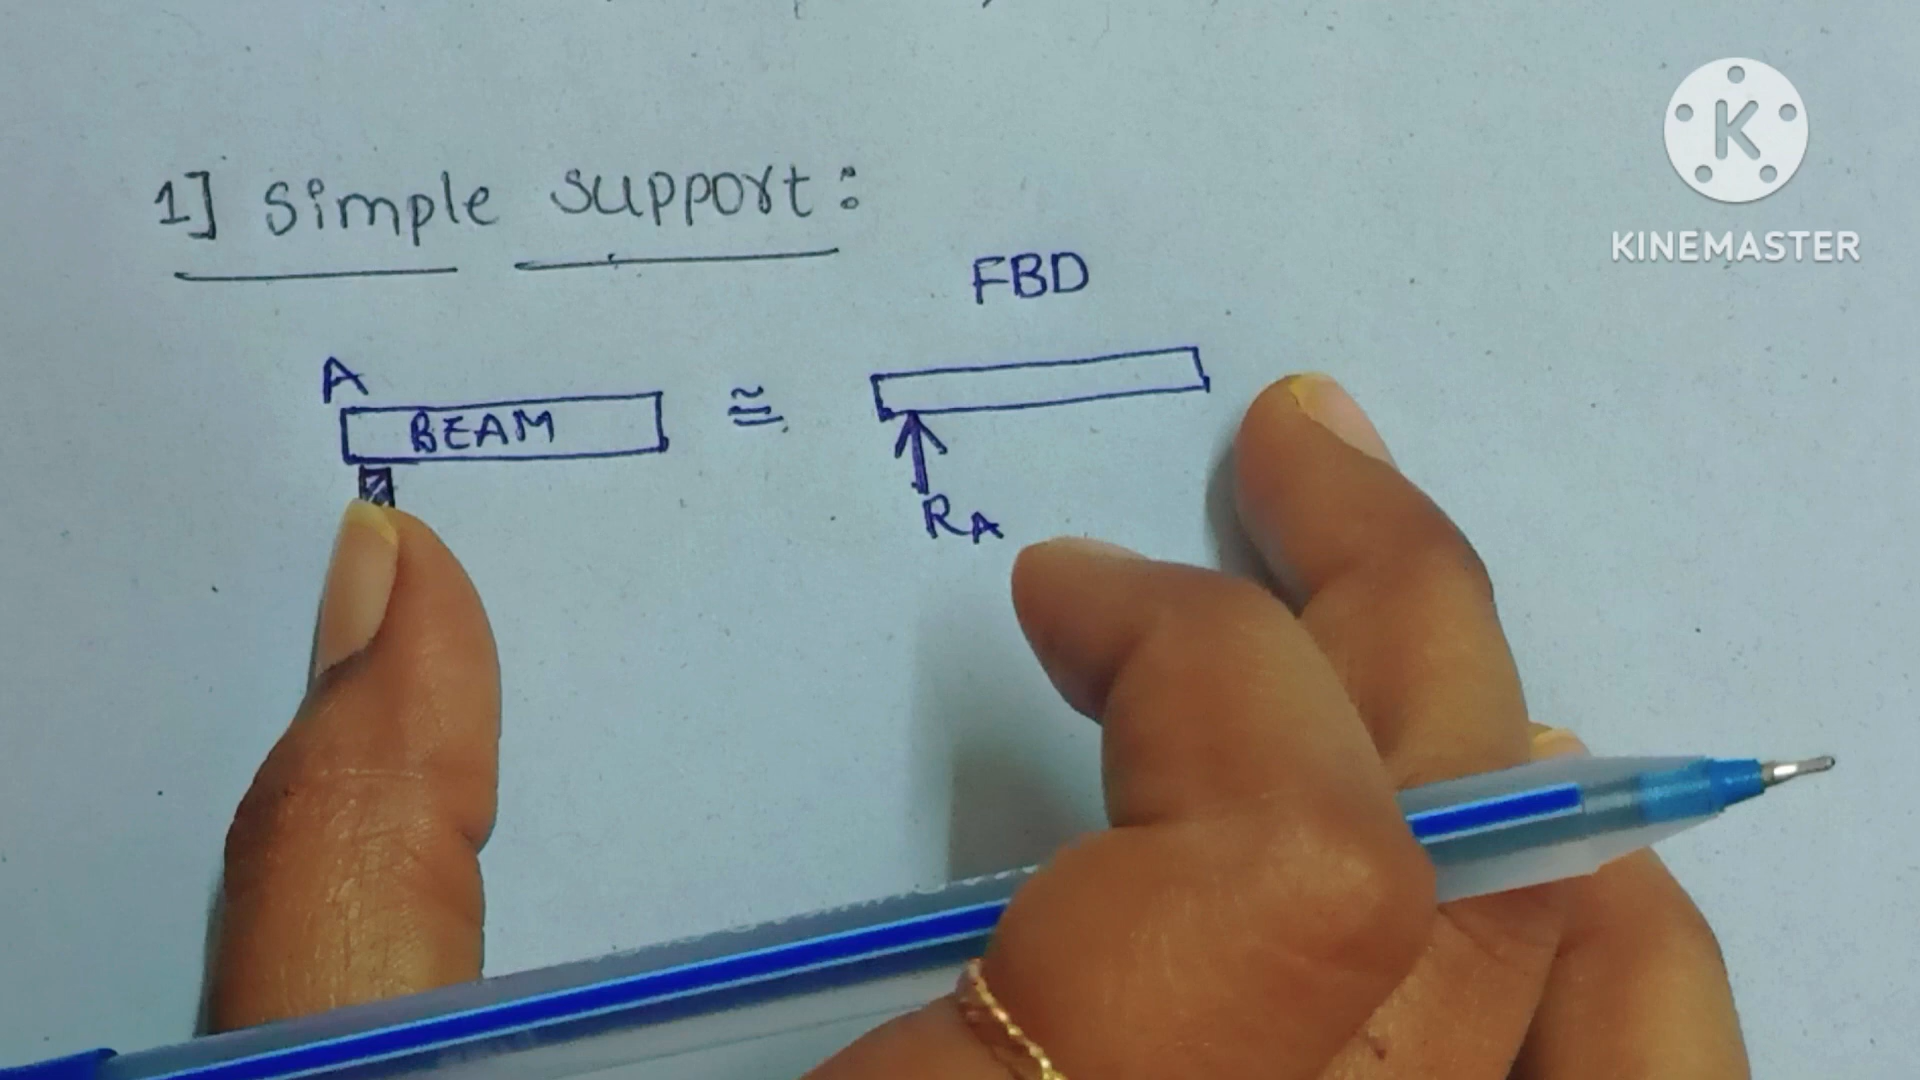 1] simple support:
FBD
A
BEAM
≅
RA
K
KINEMASTER